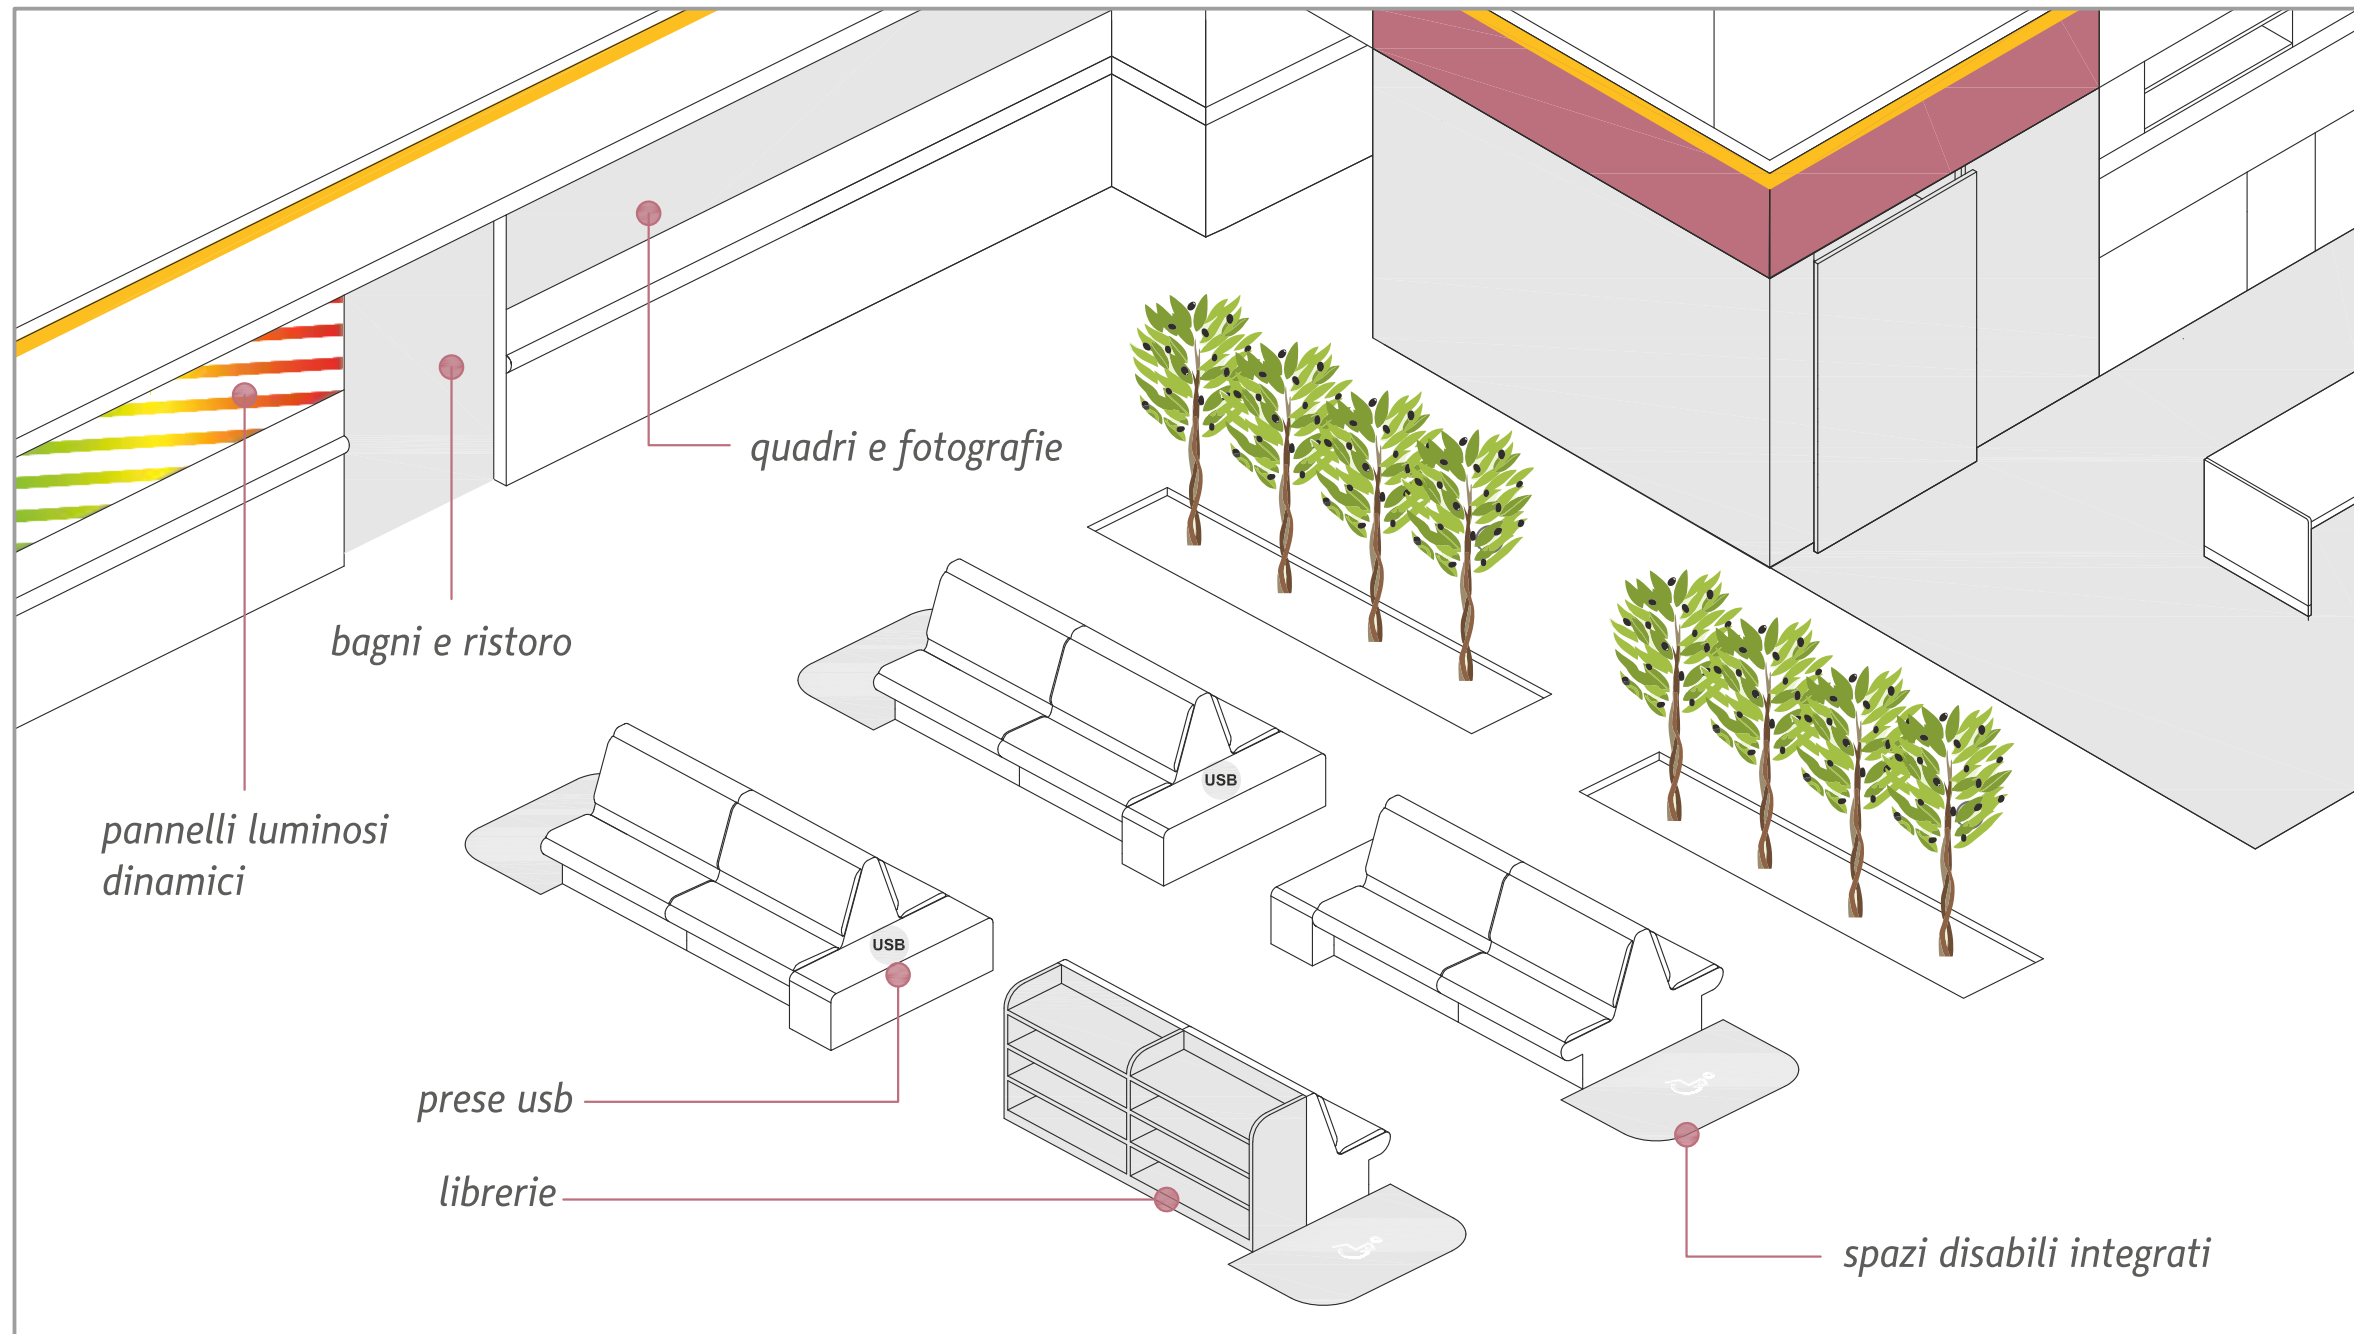 quadri e fotografie
bagni e ristoro
USB
pannelli luminosi
dinamici
USB
prese usb
librerie
spazi disabili integrati